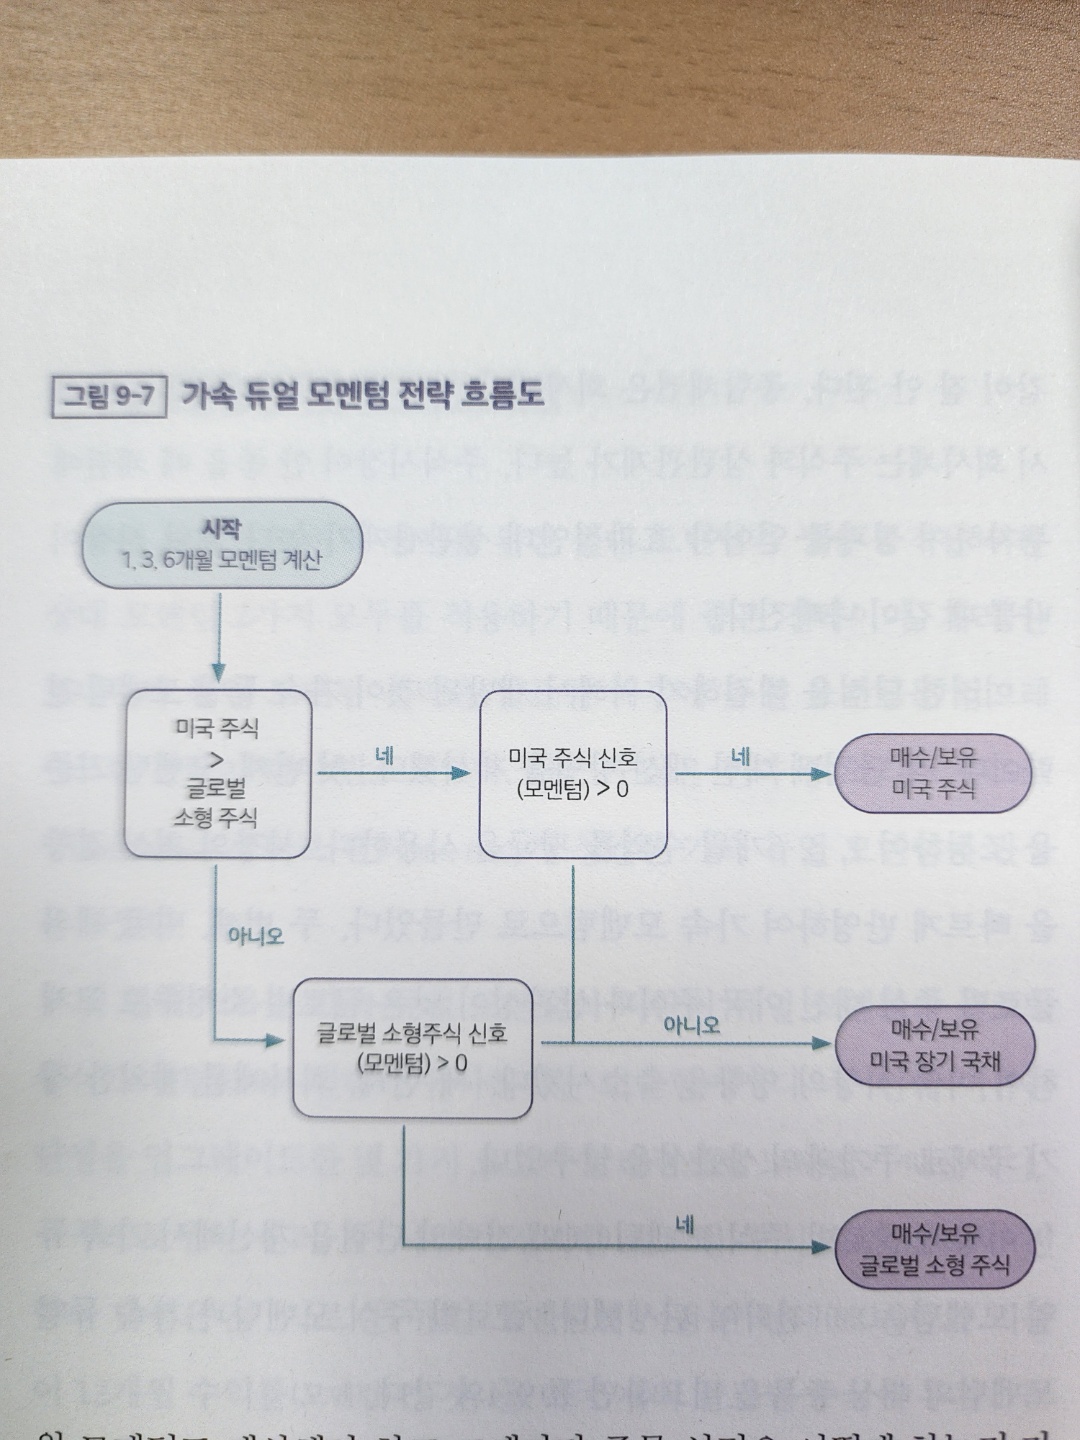 그림 9-7 가속 듀얼 모멘텀 전략 흐름도
시작
1, 3, 6개월 모멘텀 계산
미국 주식
>
글로벌
소형 주식
네
미국 주식 신호
(모멘텀) > 0
네
매수/보유
미국 주식
아니오
글로벌 소형주식 신호
(모멘텀) > 0
아니오
매수/보유
미국 장기 국채
네
매수/보유
글로벌 소형 주식